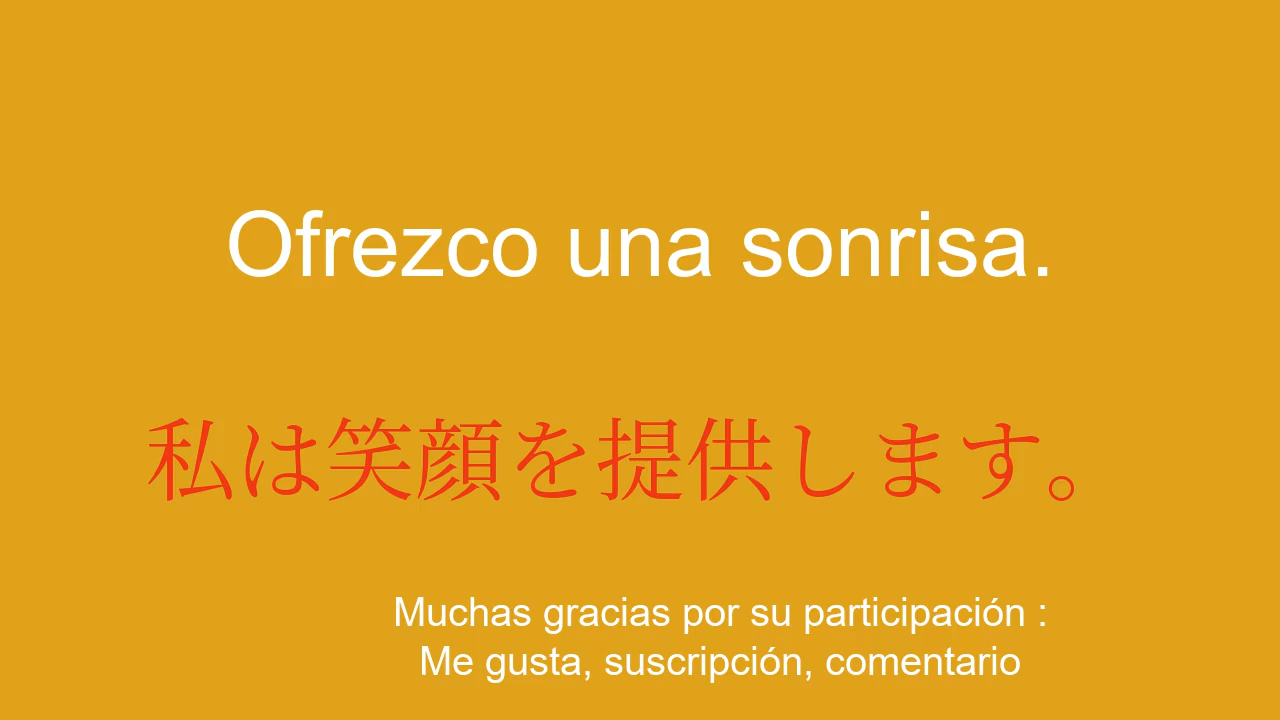 Ofrezco una sonrisa.
私は笑顔を提供します。
Muchas gracias por su participación :
Me gusta, suscripción, comentario